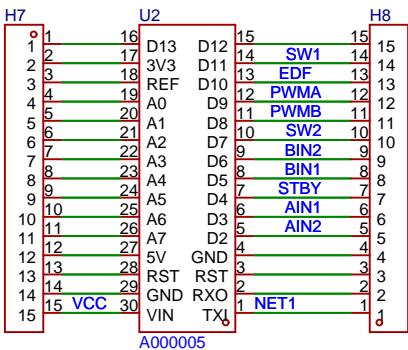 H7 U2 H8
1 1 16 D13 D12 15 15 15
2 2 17 3V3 D11 14 SW1 14 14
3 3 18 REF D10 13 EDF 13 13
4 4 19 A0 D9 12 PWMA 12 12
5 5 20 A1 D8 11 PWMB 11 11
6 6 21 A2 D7 10 SW2 10 10
7 7 22 A3 D6 9 BIN2 9 9
8 8 23 A4 D5 8 BIN1 8 8
9 9 24 A5 D4 7 STBY 7 7
10 10 25 A6 D3 6 AIN1 6 6
11 11 26 A7 D2 5 AIN2 5 5
12 12 27 5V GND 4 4 4
13 13 28 RST RST 3 3 3
14 14 29 GND RXO 2 2 2
15 15 VCC 30 VIN TXI 1 NET1 1 1
A000005